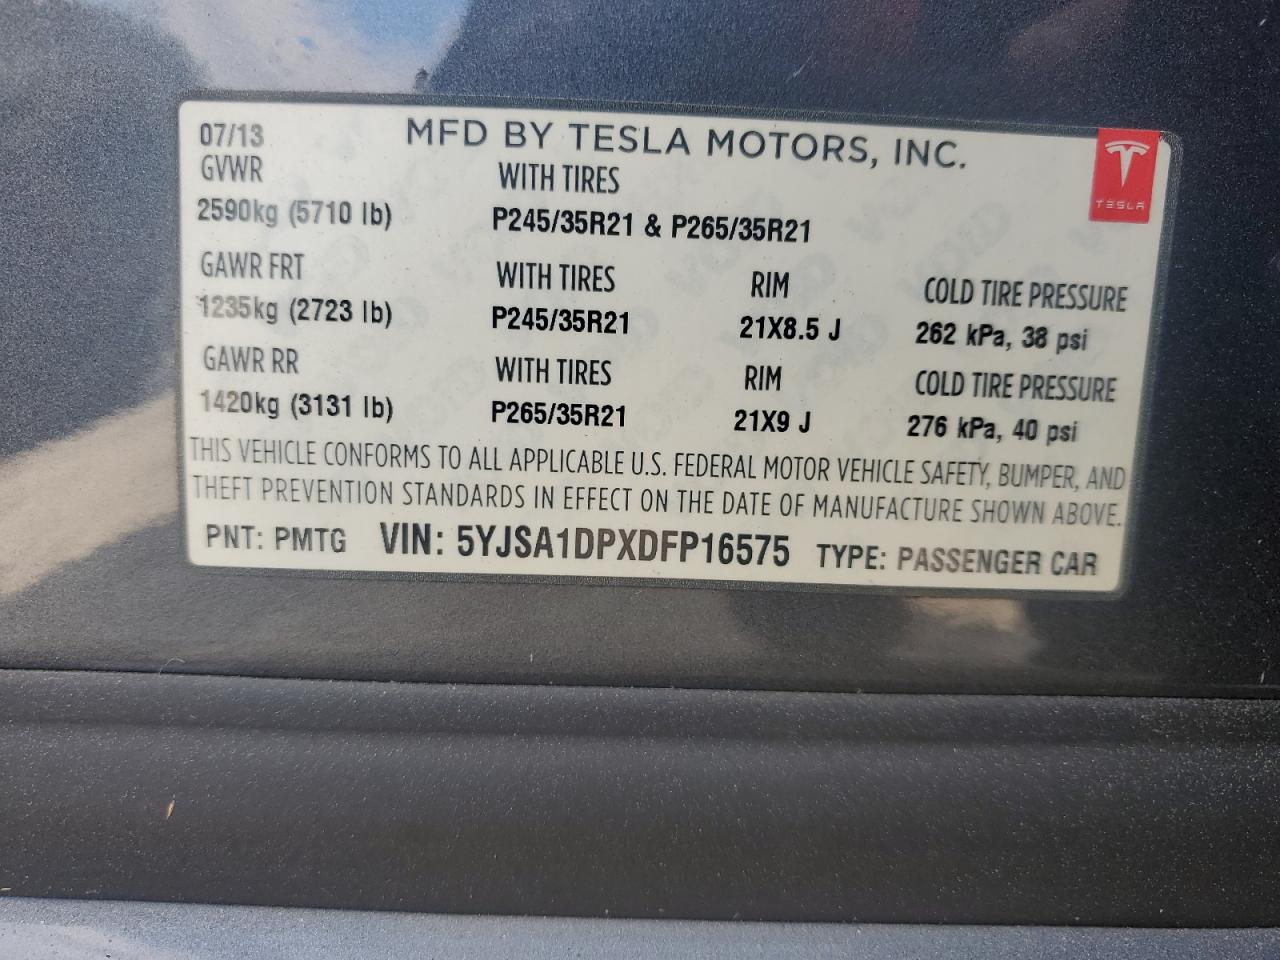 07/13 MFD BY TESLA MOTORS, INC.
TESLA
GVWR WITH TIRES
2590kg (5710 lb) P245/35R21 & P265/35R21
GAWR FRT WITH TIRES RIM COLD TIRE PRESSURE
1235kg (2723 lb) P245/35R21 21X8.5 J 262 kPa, 38 psi
GAWR RR WITH TIRES RIM COLD TIRE PRESSURE
1420kg (3131 lb) P265/35R21 21X9 J 276 kPa, 40 psi
THIS VEHICLE CONFORMS TO ALL APPLICABLE U.S. FEDERAL MOTOR VEHICLE SAFETY, BUMPER, AND
THEFT PREVENTION STANDARDS IN EFFECT ON THE DATE OF MANUFACTURE SHOWN ABOVE.
PNT: PMTG VIN: 5YJSA1DPXDFP16575 TYPE: PASSENGER CAR